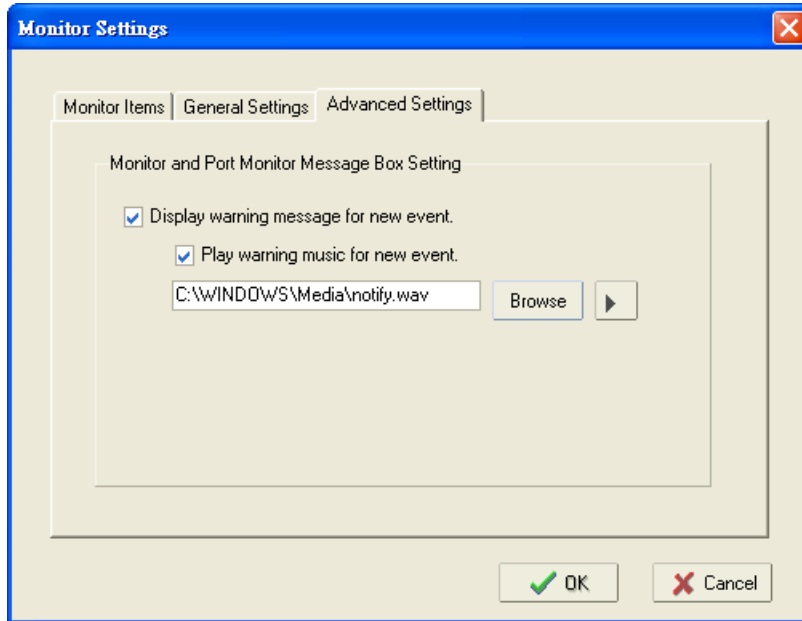 Monitor Settings
Monitor Items General Settings Advanced Settings
Monitor and Port Monitor Message Box Setting
Display warning message for new event.
Play warning music for new event.
C:\WINDOWS\Media\notify.wav Browse
OK Cancel